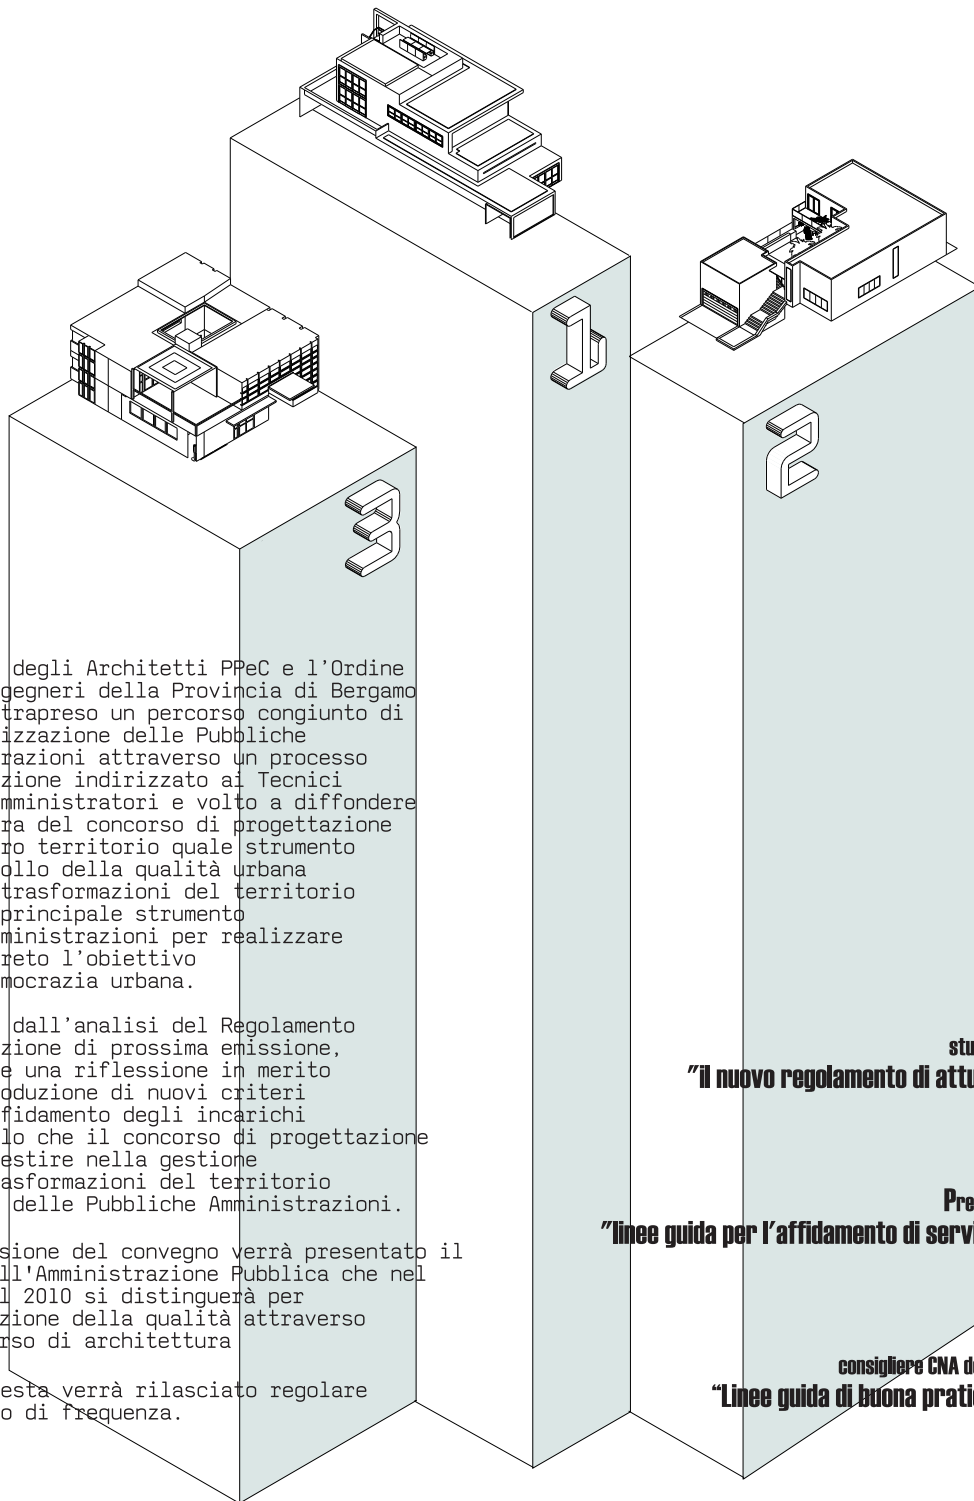 1
2
3
degli Architetti PPeC e l'Ordine
gegneri della Provincia di Bergamo
trapreso un percorso congiunto di
izzazione delle Pubbliche
razioni attraverso un processo
zione indirizzato ai Tecnici
mministratori e volto a diffondere
ra del concorso di progettazione
ro territorio quale strumento
ollo della qualità urbana
trasformazioni del territorio
principale strumento
ministrazioni per realizzare
reto l'obiettivo
mocrazia urbana.
dall'analisi del Regolamento
zione di prossima emissione,
e una riflessione in merito
oduzione di nuovi criteri
fidamento degli incarichi
lo che il concorso di progettazione
estire nella gestione
asformazioni del territorio
delle Pubbliche Amministrazioni.
sione del convegno verrà presentato il
ll'Amministrazione Pubblica che nel
l 2010 si distinguerà per
zione della qualità attraverso
rso di architettura
esta verrà rilasciato regolare
o di frequenza.
stu
"il nuovo regolamento di attu
Pre
"linee guida per l'affidamento di servi
consigliere CNA de
“Linee guida di buona pratic